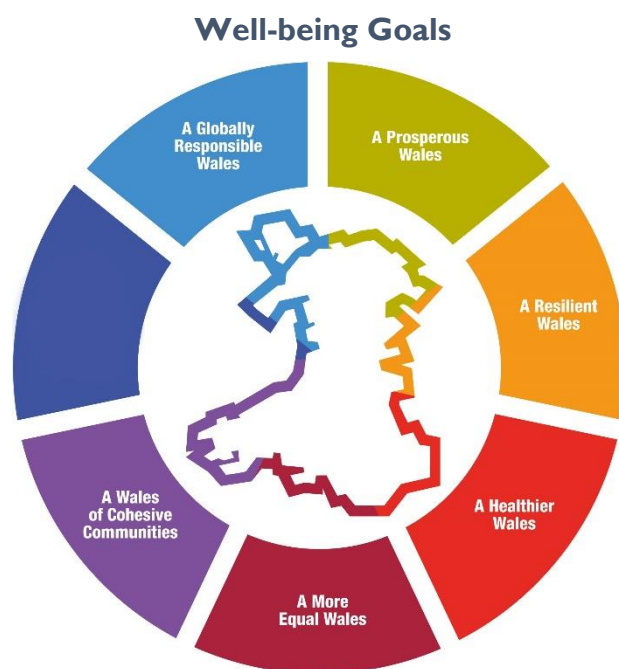 Well-being Goals
A Globally
Responsible
Wales
A Prosperous
Wales
A Resilient
Wales
A Healthier
Wales
A More
Equal Wales
A Wales
of Cohesive
Communities